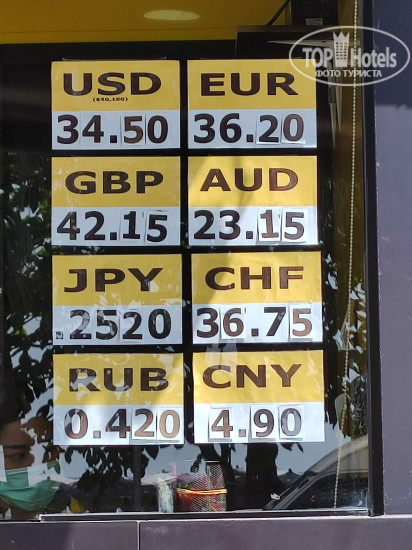 TOP Hotels
ФОТО ТУРИСТА
USD EUR
($50,100)
34.50 36.20
GBP AUD
42.15 23.15
JPY CHF
.2520 36.75
RUB CNY
0.420 4.90